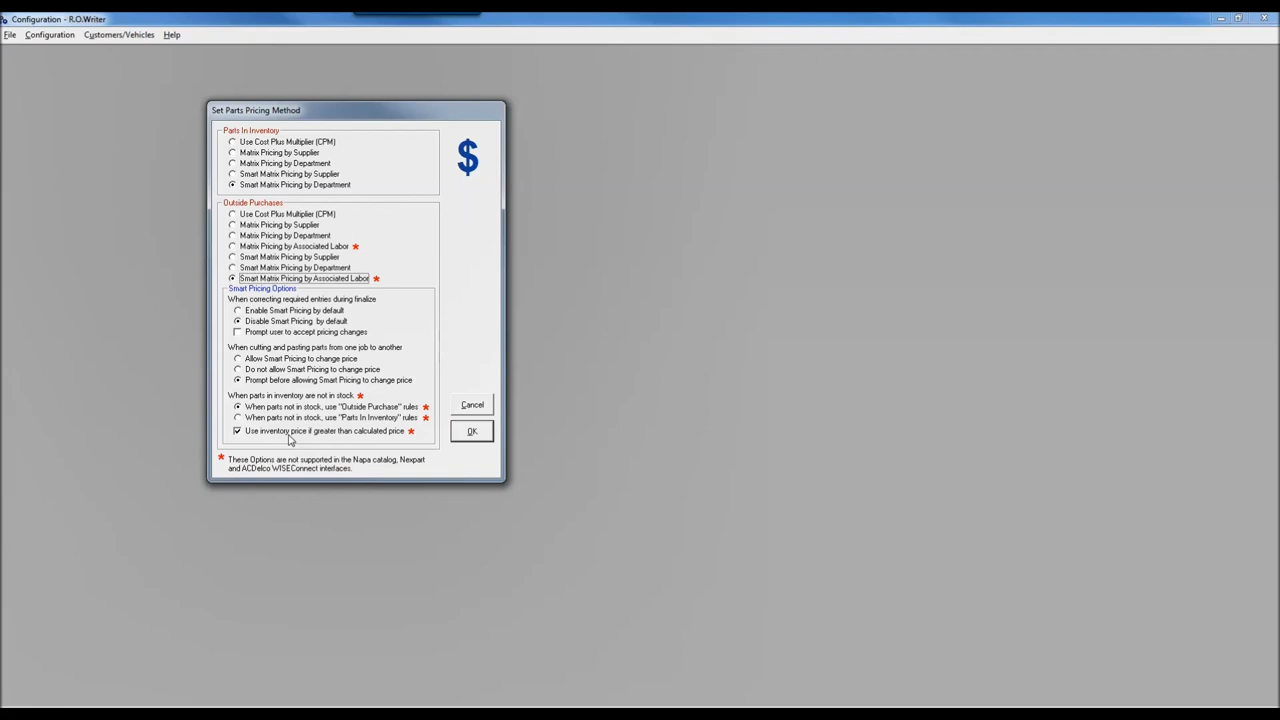 Configuration - R.O.Writer
File Configuration Customers/Vehicles Help
Set Parts Pricing Method
Parts In Inventory
Use Cost Plus Multiplier (CPM)
Matrix Pricing by Supplier
Matrix Pricing by Department
Smart Matrix Pricing by Supplier
Smart Matrix Pricing by Department
$
Outside Purchases
Use Cost Plus Multiplier (CPM)
Matrix Pricing by Supplier
Matrix Pricing by Department
Matrix Pricing by Associated Labor *
Smart Matrix Pricing by Supplier
Smart Matrix Pricing by Department
Smart Matrix Pricing by Associated Labor *
Smart Pricing Options
When correcting required entries during finalize
Enable Smart Pricing by default
Disable Smart Pricing by default
Prompt user to accept pricing changes
When cutting and pasting parts from one job to another
Allow Smart Pricing to change price
Do not allow Smart Pricing to change price
Prompt before allowing Smart Pricing to change price
When parts in inventory are not in stock *
When parts not in stock, use "Outside Purchase" rules *
When parts not in stock, use "Parts In Inventory" rules *
Use inventory price if greater than calculated price *
Cancel
OK
* These Options are not supported in the Napa catalog, Nexpart
and ACDelco WISEConnect interfaces.